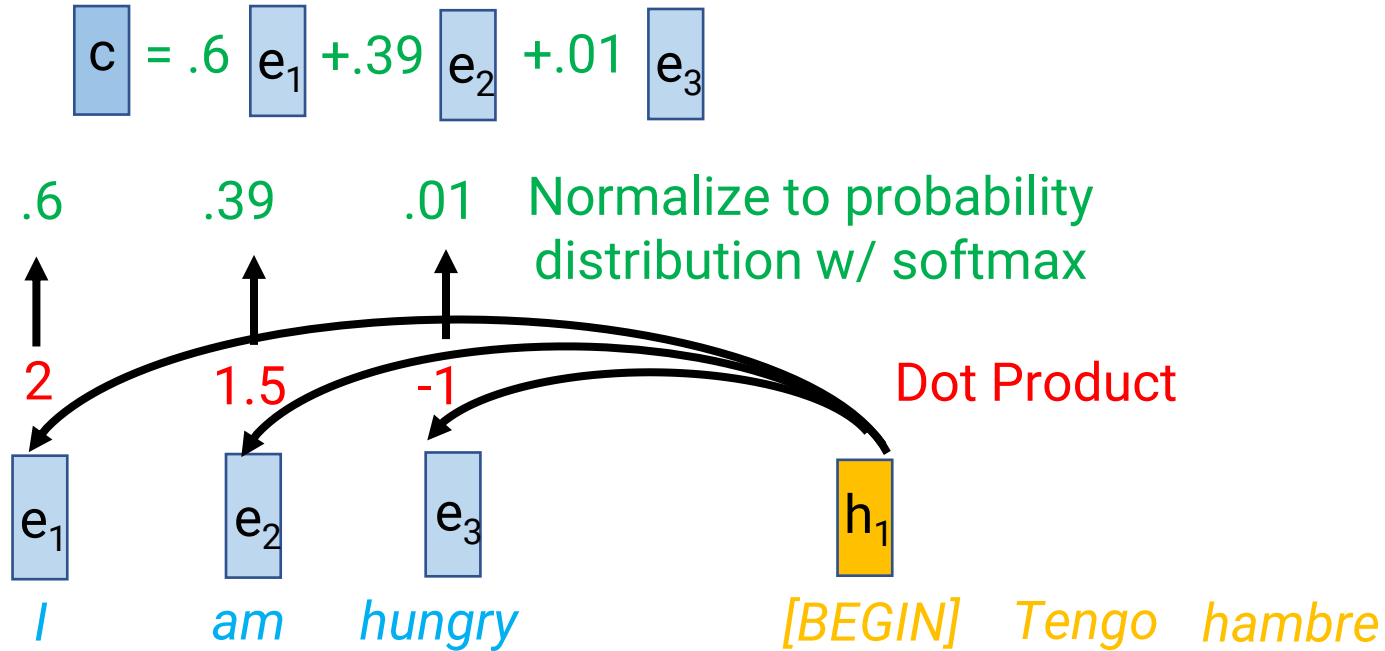 c = .6 e₁ +.39 e₂ +.01 e₃
.6 .39 .01 Normalize to probability
distribution w/ softmax
2 1.5 -1 Dot Product
e₁ e₂ e₃ h₁
I am hungry [BEGIN] Tengo hambre